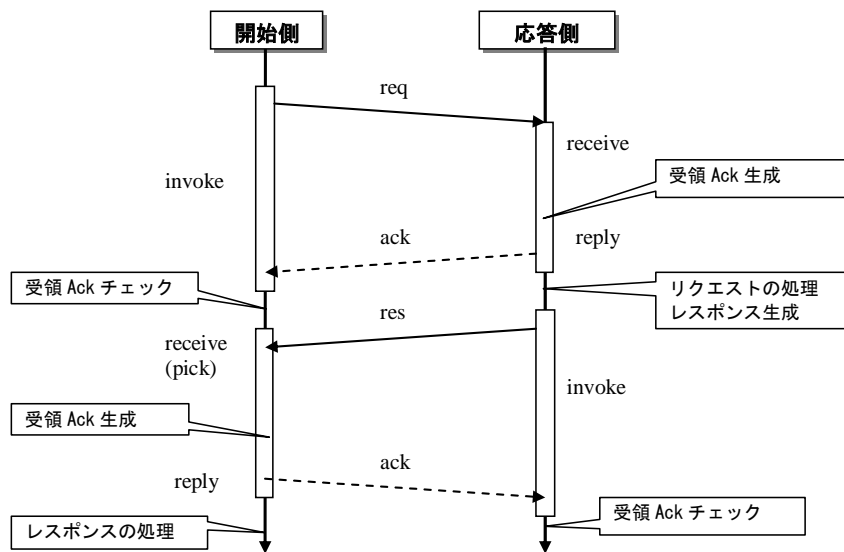 開始側
応答側
req
receive
invoke
受領 Ack 生成
ack
reply
受領 Ack チェック
リクエストの処理
レスポンス生成
res
receive
(pick)
invoke
受領 Ack 生成
ack
reply
受領 Ack チェック
レスポンスの処理